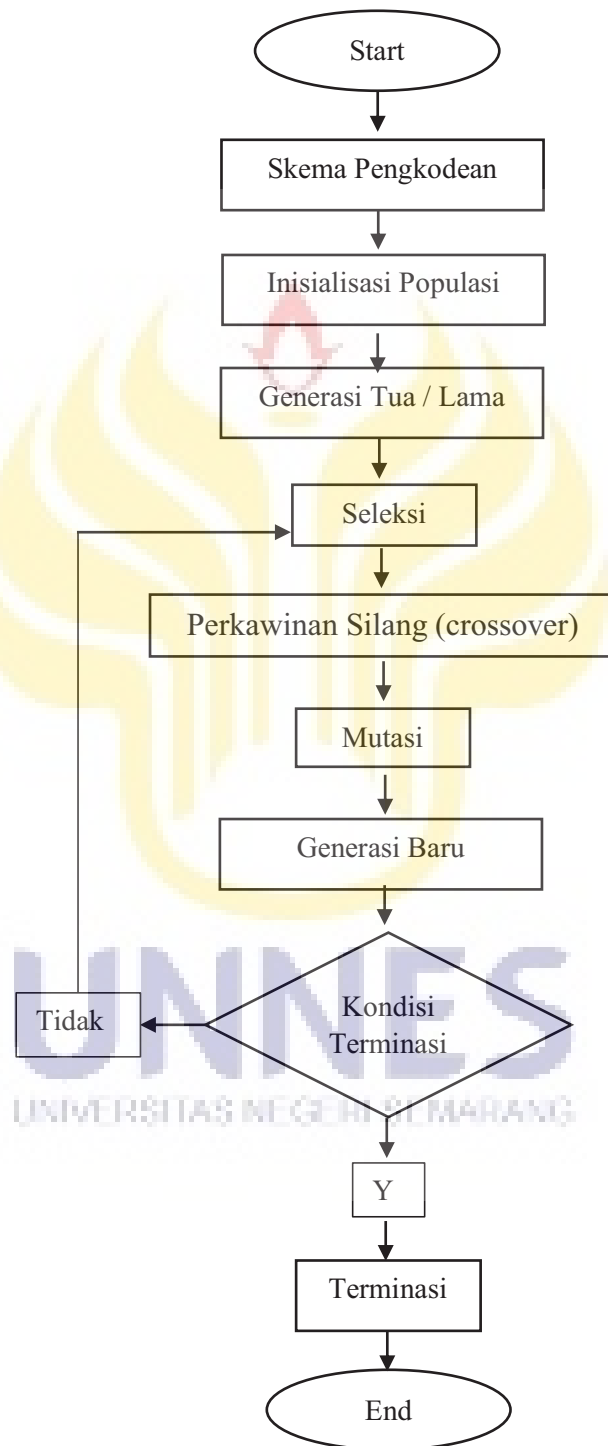 Start
Skema Pengkodean
Inisialisasi Populasi
Generasi Tua / Lama
Seleksi
Perkawinan Silang (crossover)
Mutasi
Generasi Baru
Kondisi
Terminasi
Tidak
UNNES
UNIVERSITAS NEGERI SEMARANG
Y
Terminasi
End